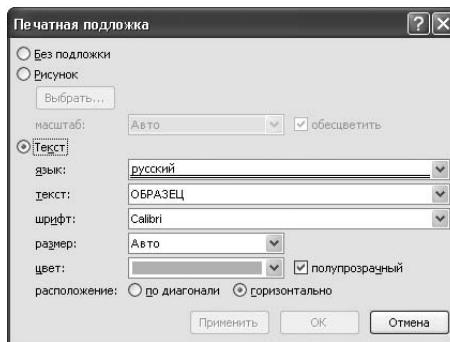 Печатная подложка
Без подложки
Рисунок
Выбрать...
масштаб: Авто обесцветить
Текст
язык: русский
текст: ОБРАЗЕЦ
шрифт: Calibri
размер: Авто
цвет: полупрозрачный
расположение: по диагонали горизонтально
Применить ОК Отмена